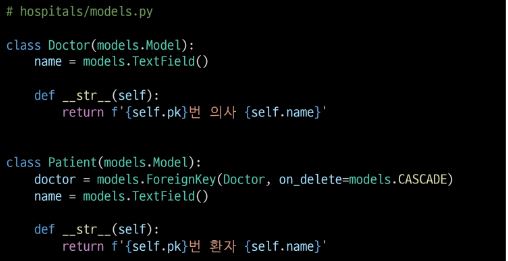 # hospitals/models.py
class Doctor(models.Model):
    name = models.TextField()
    def __str__(self):
        return f'{self.pk}번 의사 {self.name}'
class Patient(models.Model):
    doctor = models.ForeignKey(Doctor, on_delete=models.CASCADE)
    name = models.TextField()
    def __str__(self):
        return f'{self.pk}번 환자 {self.name}'